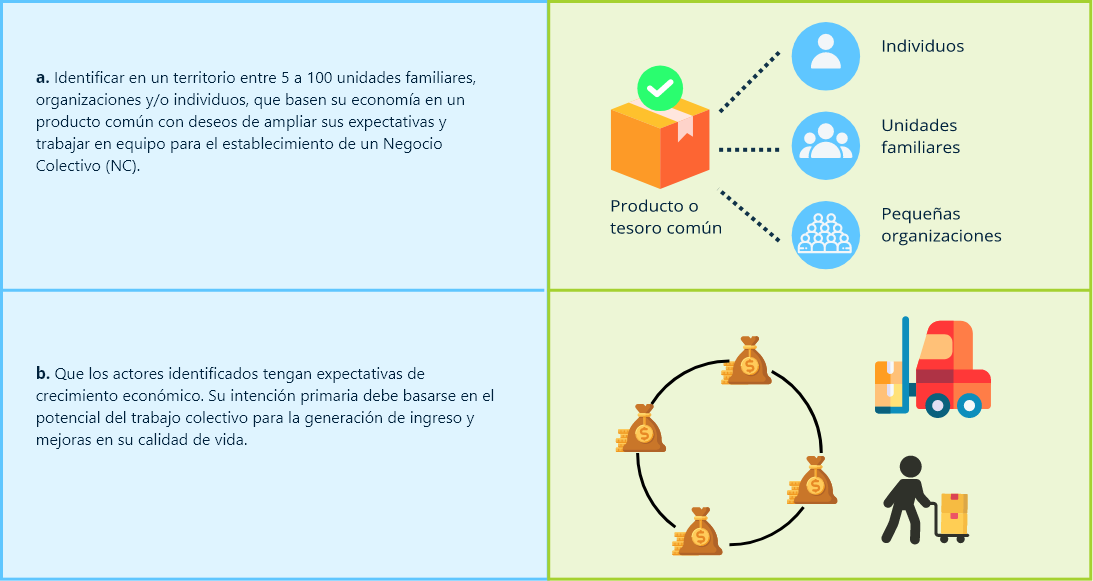 a. Identificar en un territorio entre 5 a 100 unidades familiares,
organizaciones y/o individuos, que basen su economía en un
producto común con deseos de ampliar sus expectativas y
trabajar en equipo para el establecimiento de un Negocio
Colectivo (NC).
Producto o
tesoro común
Individuos
Unidades
familiares
Pequeñas
organizaciones
b. Que los actores identificados tengan expectativas de
crecimiento económico. Su intención primaria debe basarse en el
potencial del trabajo colectivo para la generación de ingreso y
mejoras en su calidad de vida.
$
$
$
$